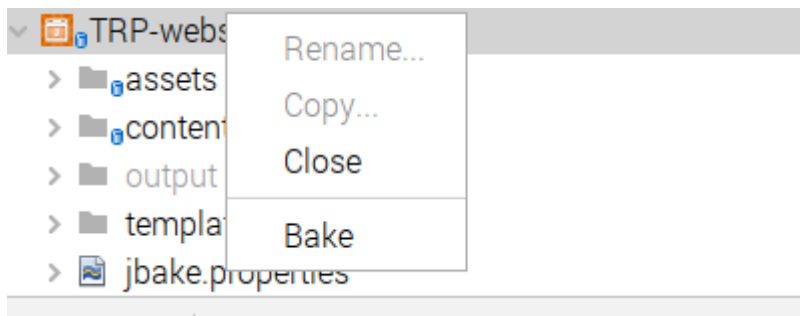 TRP-webs
Rename...
assets
Copy...
content
Close
output
templat
Bake
jbake.properties